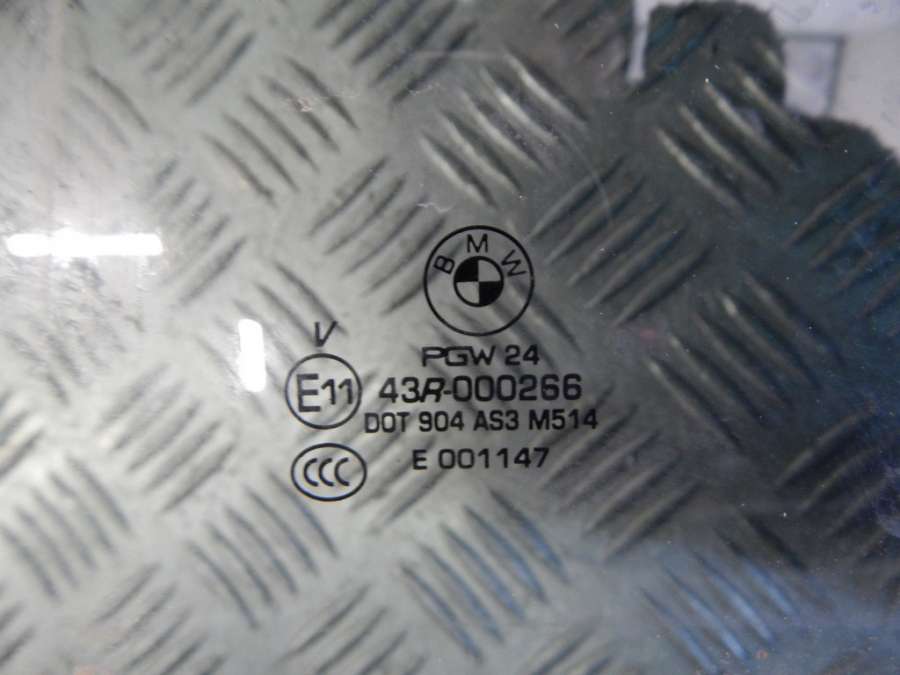 BMW
V
PGW 24
E11 43R-000266
DOT 904 AS3 M514
CCC E 001147